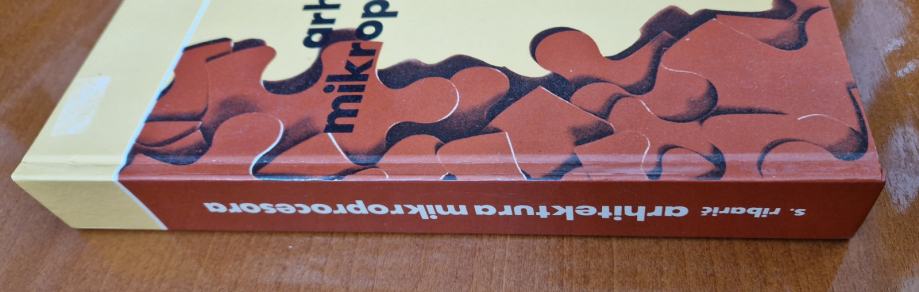 arh
mikrop
s. ribarić arhitektura mikroprocesora